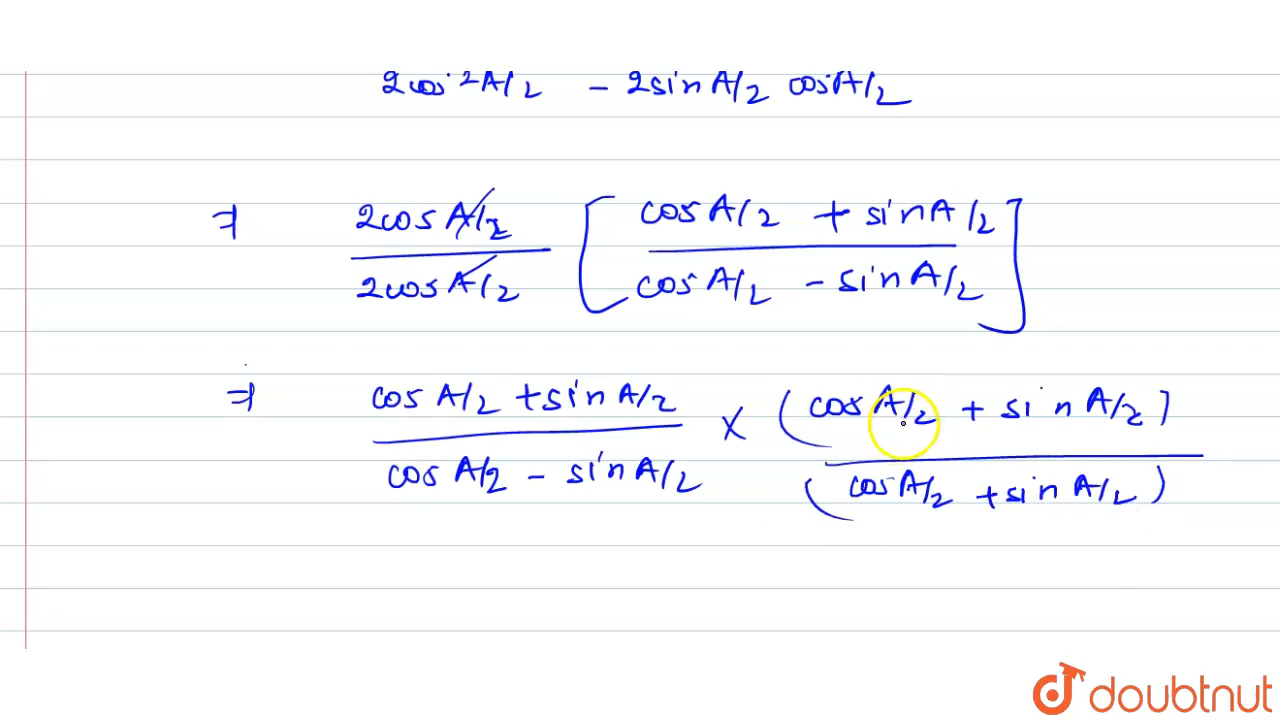 2cos²A/2 - 2sinA/2 cosA/2
⇒ 2cosA/2 / 2cosA/2 [ cosA/2 + sinA/2 / cosA/2 - sinA/2 ]
⇒ cosA/2 + sinA/2 / cosA/2 - sinA/2 × (cosA/2 + sinA/2) / (cosA/2 + sinA/2)
doubtnut